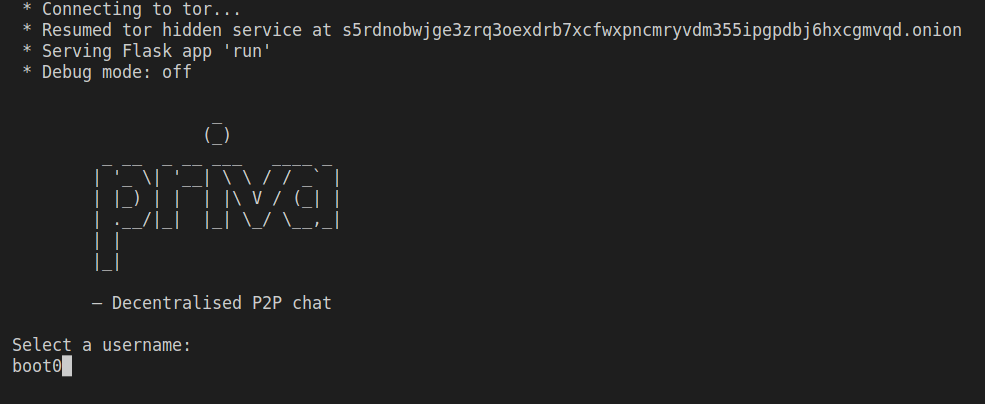 * Connecting to tor...
* Resumed tor hidden service at s5rdnobwjge3zrq3oexdrb7xcfwxpncmryvdm355ipgpdbj6hxcgmvqd.onion
* Serving Flask app 'run'
* Debug mode: off
priva
– Decentralised P2P chat
Select a username:
boot0